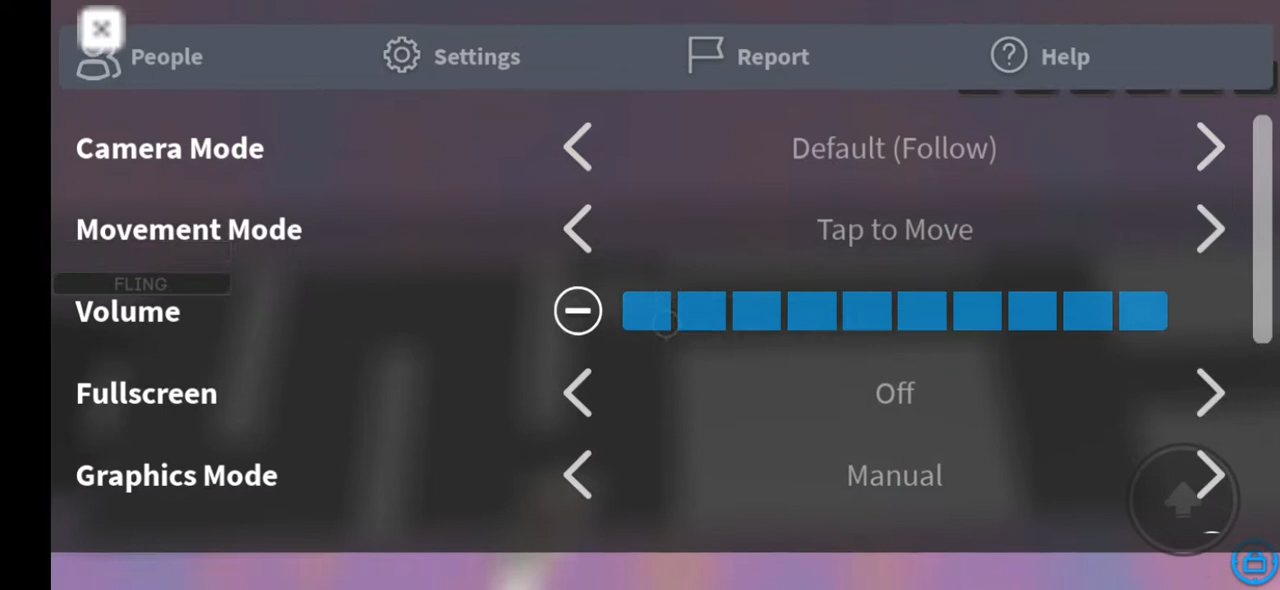 People Settings Report Help
Camera Mode Default (Follow)
Movement Mode Tap to Move
FLING
Volume
Fullscreen Off
Graphics Mode Manual